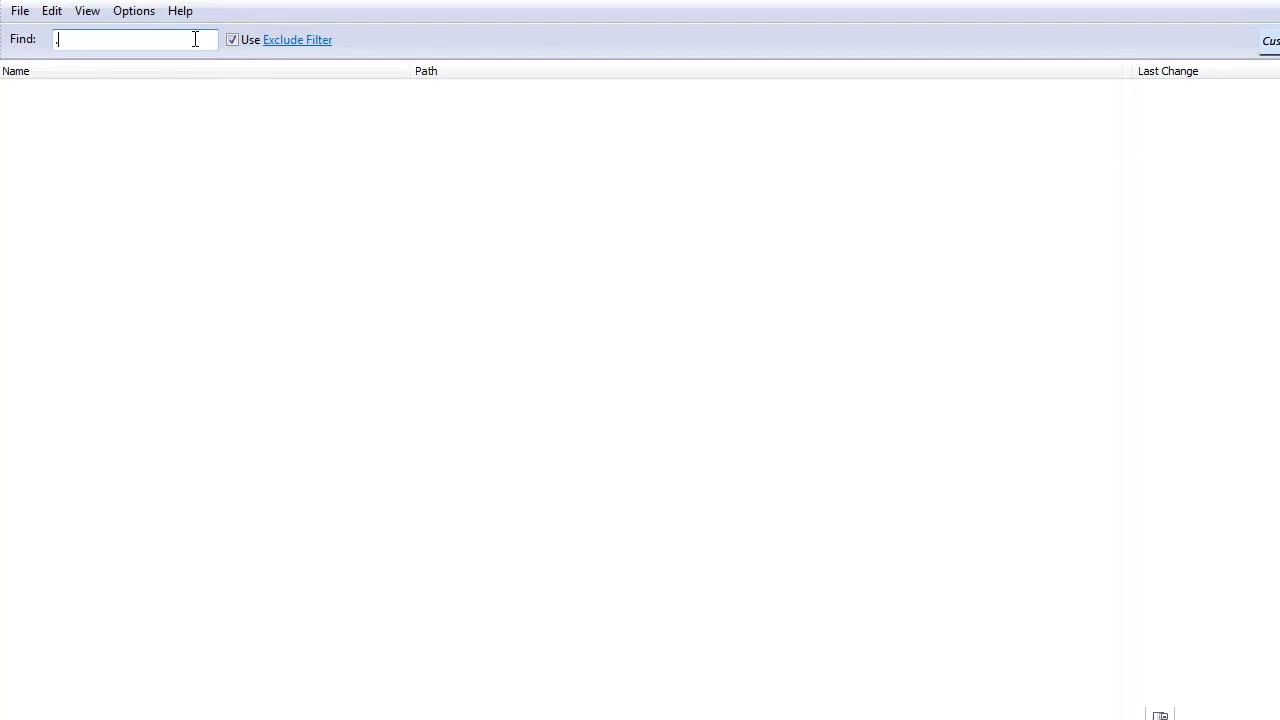 File Edit View Options Help
Find: . Use Exclude Filter
Name Path Last Change